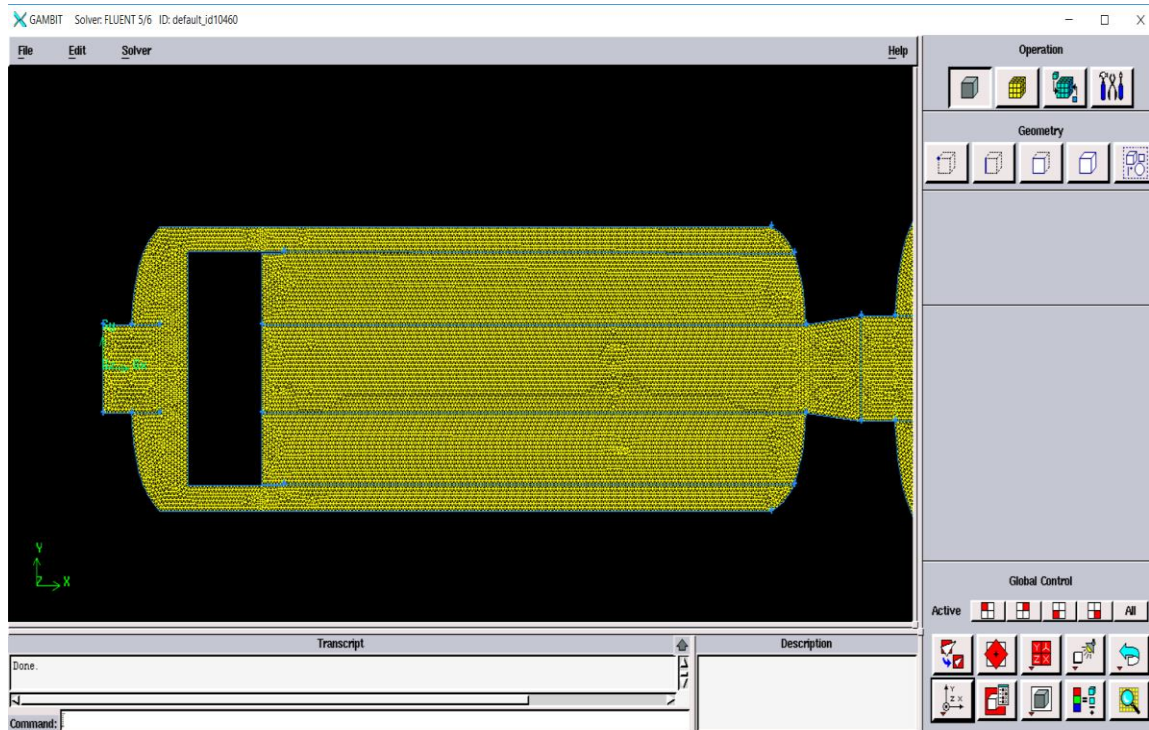 GAMBIT Solver: FLUENT 5/6 ID: default_id10460
File Edit Solver Help
Operation
Geometry
Y
Z X
Global Control
Active All
Transcript
Description
Done.
Command: